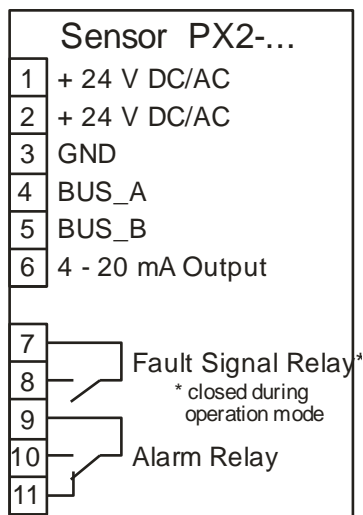 Sensor PX2-...
1 + 24 V DC/AC
2 + 24 V DC/AC
3 GND
4 BUS_A
5 BUS_B
6 4 - 20 mA Output
7
Fault Signal Relay*
8
* closed during
operation mode
9
10 Alarm Relay
11